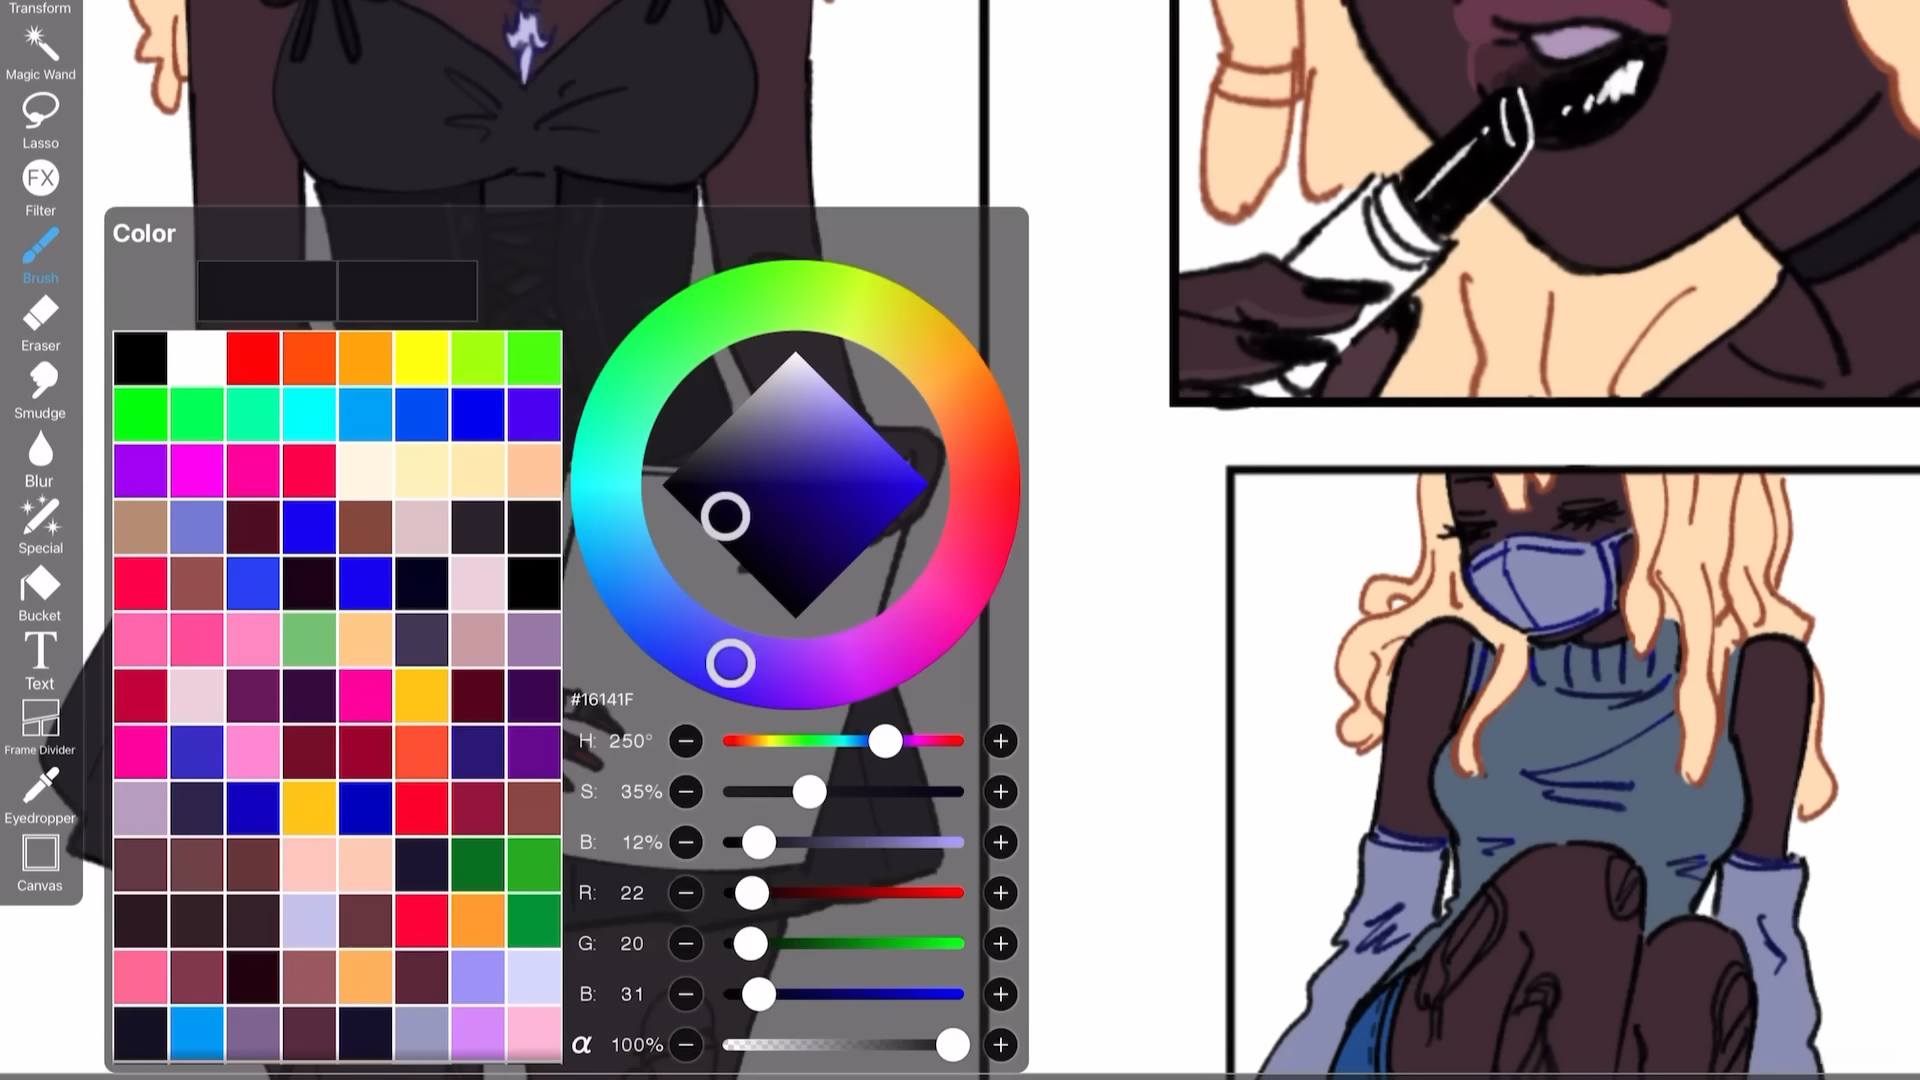 Transform
Magic Wand
Lasso
FX
Filter
Brush
Eraser
Smudge
Blur
Special
Bucket
T
Text
Frame Divider
Eyedropper
Canvas
Color
#16141F
H: 250°
S: 35%
B: 12%
R: 22
G: 20
B: 31
α 100%